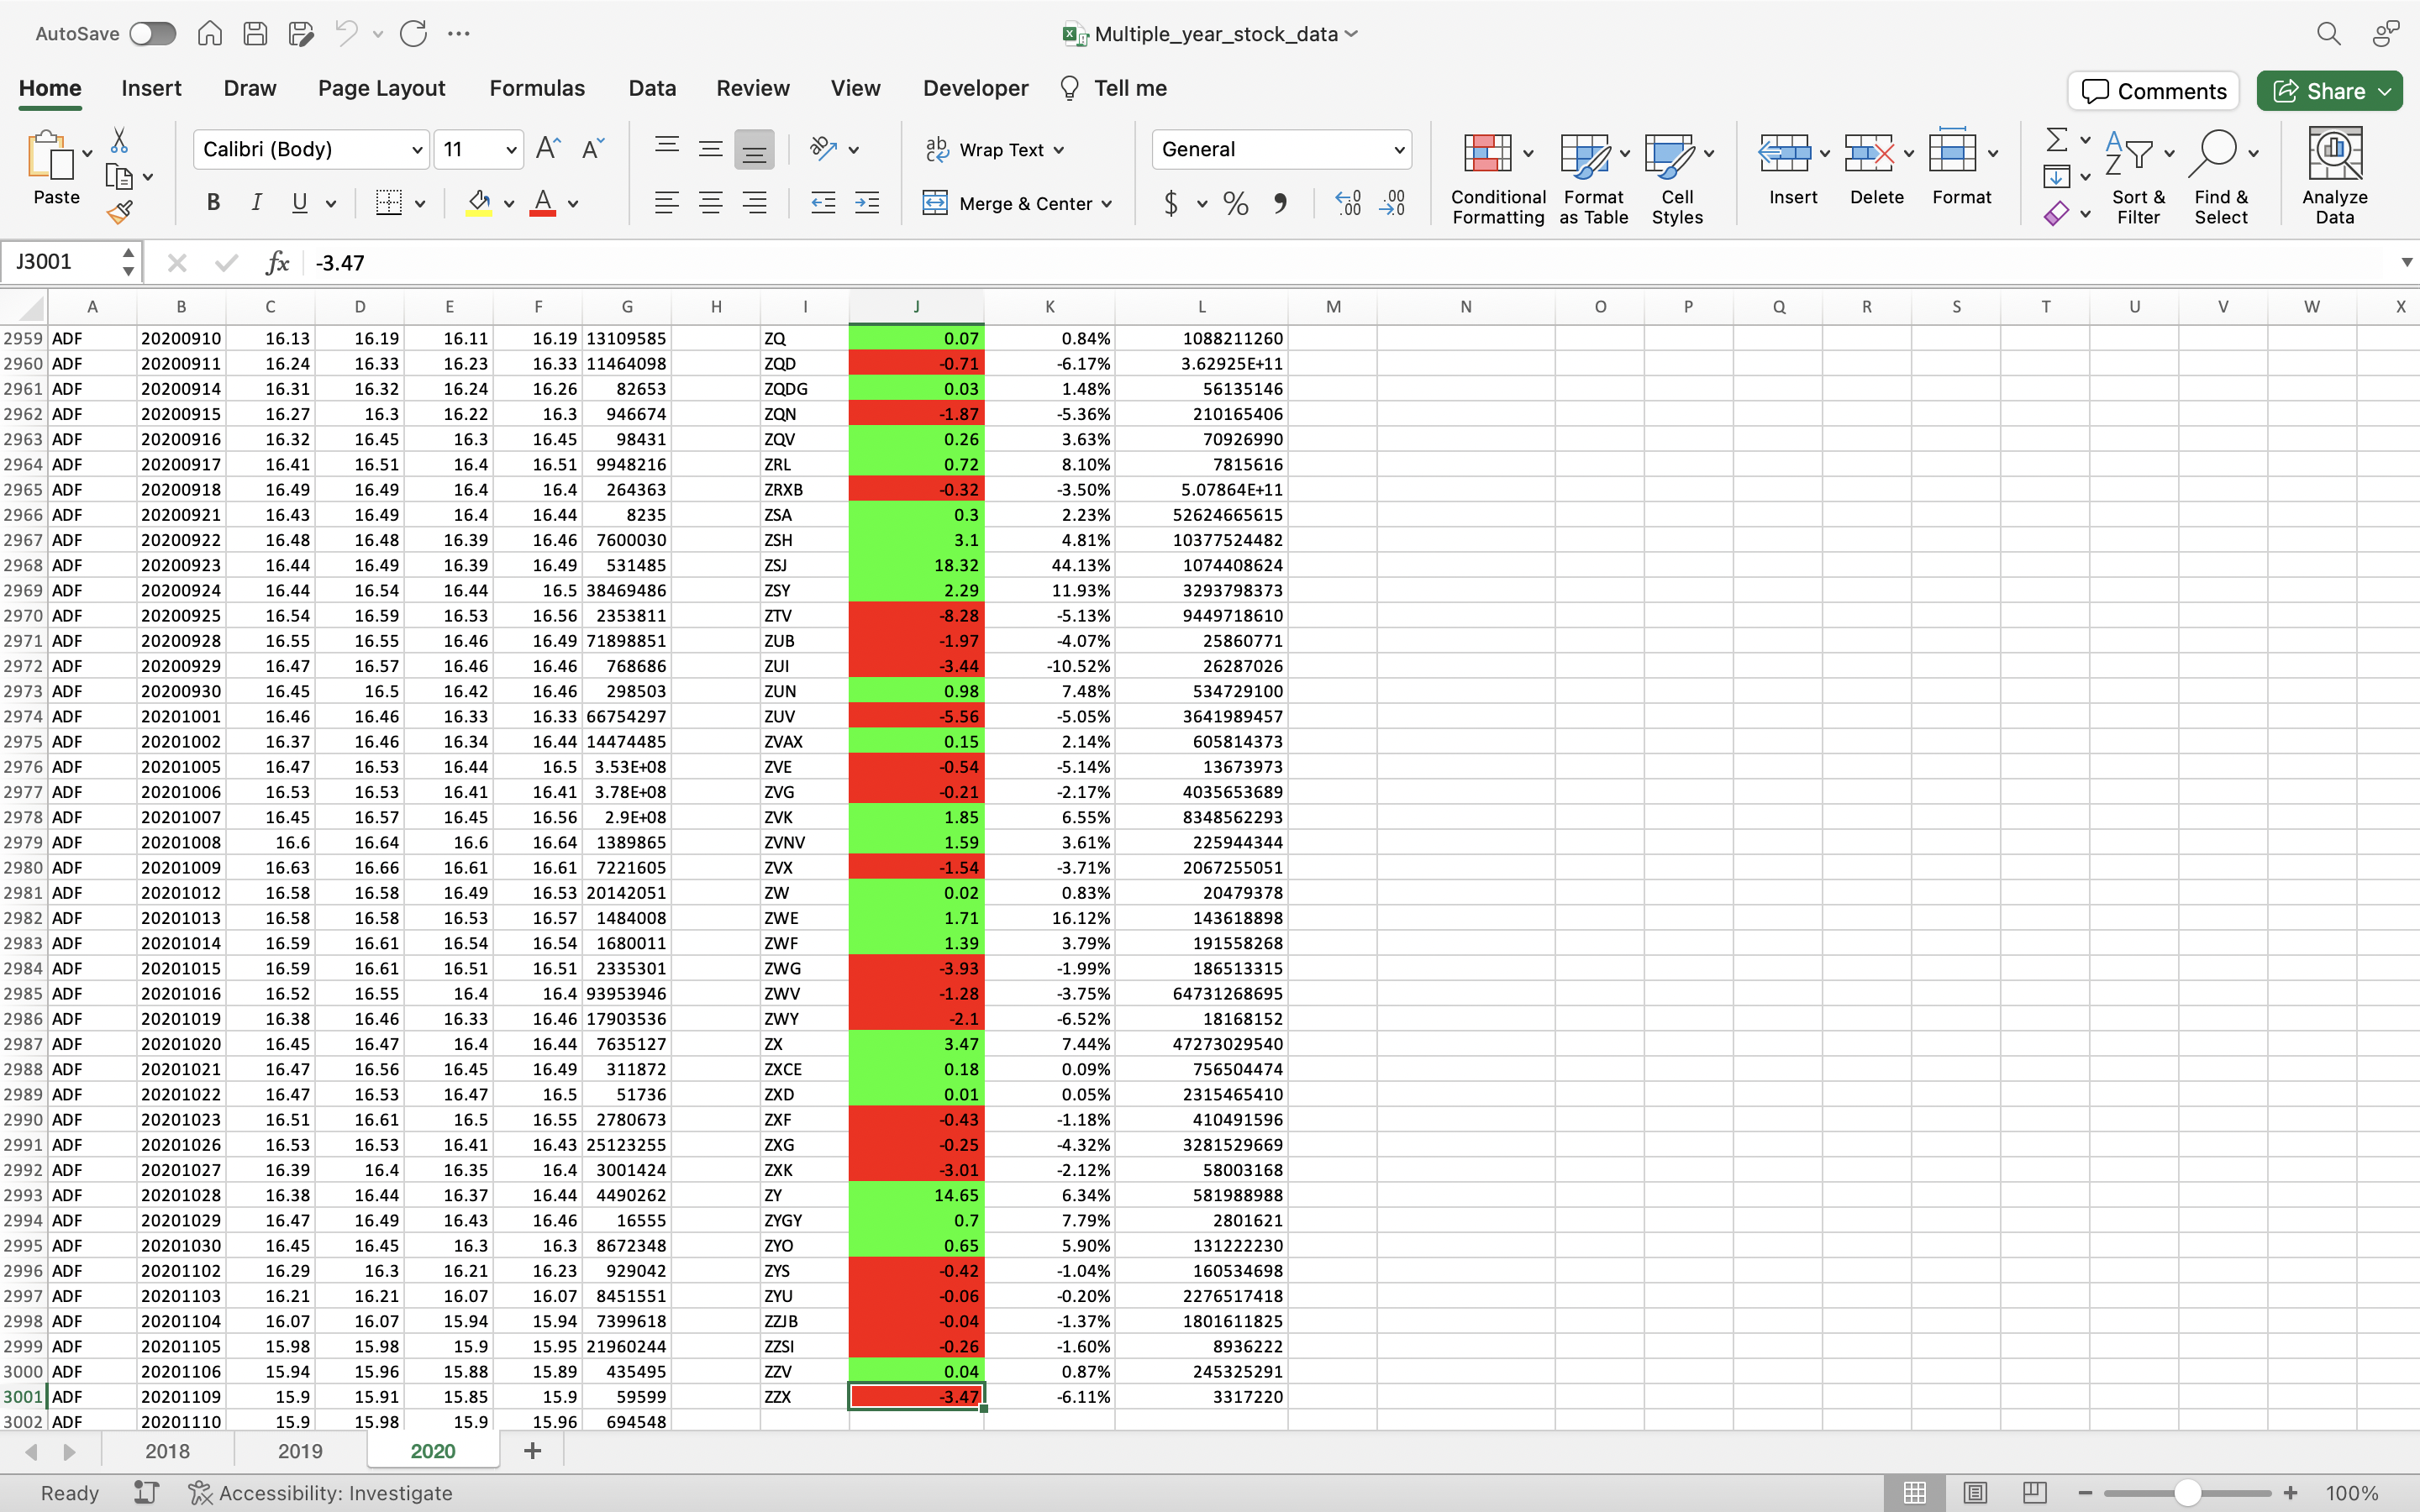 AutoSave
Multiple_year_stock_data
Home Insert Draw Page Layout Formulas Data Review View Developer Tell me Comments Share
Paste
Calibri (Body) 11
B I U A
ab Wrap Text
Merge & Center
General
$ % , .00 .00
Conditional Formatting
Format as Table
Cell Styles
Insert
Delete
Format
Sort & Filter
Find & Select
Analyze Data
J3001 fx -3.47
A B C D E F G H I J K L M N O P Q R S T U V W X
2959 ADF 20200910 16.13 16.19 16.11 16.19 13109585 ZQ 0.07 0.84% 1088211260
2960 ADF 20200911 16.24 16.33 16.23 16.33 11464098 ZQD -0.71 -6.17% 3.62925E+11
2961 ADF 20200914 16.31 16.32 16.24 16.26 82653 ZQDG 0.03 1.48% 56135146
2962 ADF 20200915 16.27 16.3 16.22 16.3 946674 ZQN -1.87 -5.36% 210165406
2963 ADF 20200916 16.32 16.45 16.3 16.45 98431 ZQV 0.26 3.63% 70926990
2964 ADF 20200917 16.41 16.51 16.4 16.51 9948216 ZRL 0.72 8.10% 7815616
2965 ADF 20200918 16.49 16.49 16.4 16.4 264363 ZRXB -0.32 -3.50% 5.07864E+11
2966 ADF 20200921 16.43 16.49 16.4 16.44 8235 ZSA 0.3 2.23% 52624665615
2967 ADF 20200922 16.48 16.48 16.39 16.46 7600030 ZSH 3.1 4.81% 10377524482
2968 ADF 20200923 16.44 16.49 16.39 16.49 531485 ZSJ 18.32 44.13% 1074408624
2969 ADF 20200924 16.44 16.54 16.44 16.5 38469486 ZSY 2.29 11.93% 3293798373
2970 ADF 20200925 16.54 16.59 16.53 16.56 2353811 ZTV -8.28 -5.13% 9449718610
2971 ADF 20200928 16.55 16.55 16.46 16.49 71898851 ZUB -1.97 -4.07% 25860771
2972 ADF 20200929 16.47 16.57 16.46 16.46 768686 ZUI -3.44 -10.52% 26287026
2973 ADF 20200930 16.45 16.5 16.42 16.46 298503 ZUN 0.98 7.48% 534729100
2974 ADF 20201001 16.46 16.46 16.33 16.33 66754297 ZUV -5.56 -5.05% 3641989457
2975 ADF 20201002 16.37 16.46 16.34 16.44 14474485 ZVAX 0.15 2.14% 605814373
2976 ADF 20201005 16.47 16.53 16.44 16.5 3.53E+08 ZVE -0.54 -5.14% 13673973
2977 ADF 20201006 16.53 16.53 16.41 16.41 3.78E+08 ZVG -0.21 -2.17% 4035653689
2978 ADF 20201007 16.45 16.57 16.45 16.56 2.9E+08 ZVK 1.85 6.55% 8348562293
2979 ADF 20201008 16.6 16.64 16.6 16.64 1389865 ZVNV 1.59 3.61% 225944344
2980 ADF 20201009 16.63 16.66 16.61 16.61 7221605 ZVX -1.54 -3.71% 2067255051
2981 ADF 20201012 16.58 16.58 16.49 16.53 20142051 ZW 0.02 0.83% 20479378
2982 ADF 20201013 16.58 16.58 16.53 16.57 1484008 ZWE 1.71 16.12% 143618898
2983 ADF 20201014 16.59 16.61 16.54 16.54 1680011 ZWF 1.39 3.79% 191558268
2984 ADF 20201015 16.59 16.61 16.51 16.51 2335301 ZWG -3.93 -1.99% 186513315
2985 ADF 20201016 16.52 16.55 16.4 16.4 93953946 ZWV -1.28 -3.75% 64731268695
2986 ADF 20201019 16.38 16.46 16.33 16.46 17903536 ZWY -2.1 -6.52% 18168152
2987 ADF 20201020 16.45 16.47 16.4 16.44 7635127 ZX 3.47 7.44% 47273029540
2988 ADF 20201021 16.47 16.56 16.45 16.49 311872 ZXCE 0.18 0.09% 756504474
2989 ADF 20201022 16.47 16.53 16.47 16.5 51736 ZXD 0.01 0.05% 2315465410
2990 ADF 20201023 16.51 16.61 16.5 16.55 2780673 ZXF -0.43 -1.18% 410491596
2991 ADF 20201026 16.53 16.53 16.41 16.43 25123255 ZXG -0.25 -4.32% 3281529669
2992 ADF 20201027 16.39 16.4 16.35 16.4 3001424 ZXK -3.01 -2.12% 58003168
2993 ADF 20201028 16.38 16.44 16.37 16.44 4490262 ZY 14.65 6.34% 581988988
2994 ADF 20201029 16.47 16.49 16.43 16.46 16555 ZYGY 0.7 7.79% 2801621
2995 ADF 20201030 16.45 16.45 16.3 16.3 8672348 ZYO 0.65 5.90% 131222230
2996 ADF 20201102 16.29 16.3 16.21 16.23 929042 ZYS -0.42 -1.04% 160534698
2997 ADF 20201103 16.21 16.21 16.07 16.07 8451551 ZYU -0.06 -0.20% 2276517418
2998 ADF 20201104 16.07 16.07 15.94 15.94 7399618 ZZJB -0.04 -1.37% 1801611825
2999 ADF 20201105 15.98 15.98 15.9 15.95 21960244 ZZSI -0.26 -1.60% 8936222
3000 ADF 20201106 15.94 15.96 15.88 15.89 435495 ZZV 0.04 0.87% 245325291
3001 ADF 20201109 15.9 15.91 15.85 15.9 59599 ZZX -3.47 -6.11% 3317220
3002 ADF 20201110 15.9 15.98 15.9 15.96 694548
2018 2019 2020 +
Ready Accessibility: Investigate 100%